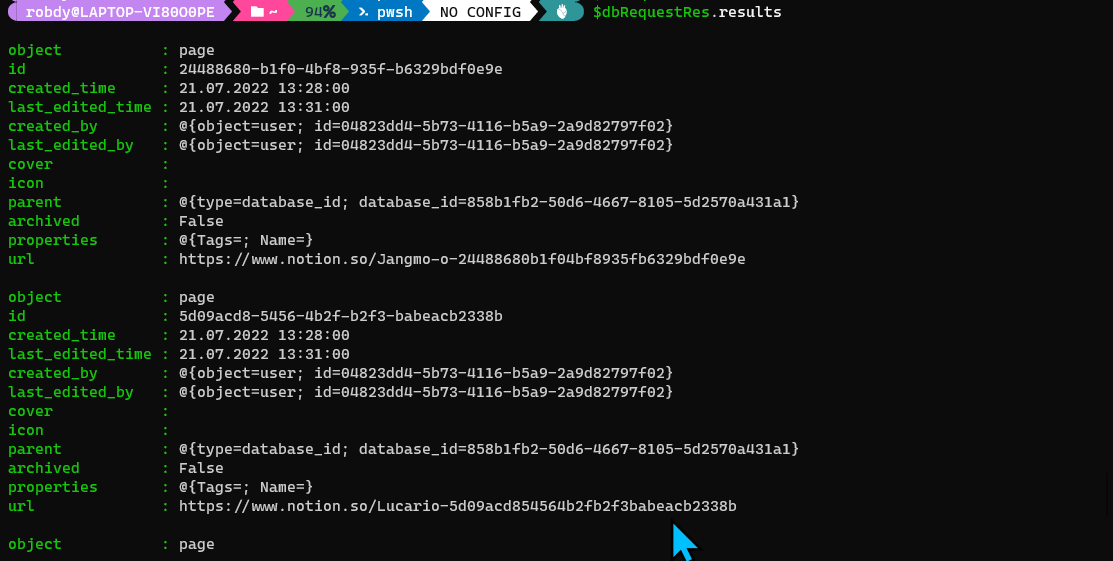 robdy@LAPTOP-VI80O0PE ~ 94% pwsh NO CONFIG $dbRequestRes.results
object : page
id : 24488680-b1f0-4bf8-935f-b6329bdf0e9e
created_time : 21.07.2022 13:28:00
last_edited_time : 21.07.2022 13:31:00
created_by : @{object=user; id=04823dd4-5b73-4116-b5a9-2a9d82797f02}
last_edited_by : @{object=user; id=04823dd4-5b73-4116-b5a9-2a9d82797f02}
cover :
icon :
parent : @{type=database_id; database_id=858b1fb2-50d6-4667-8105-5d2570a431a1}
archived : False
properties : @{Tags=; Name=}
url : https://www.notion.so/Jangmo-o-24488680b1f04bf8935fb6329bdf0e9e
object : page
id : 5d09acd8-5456-4b2f-b2f3-babeacb2338b
created_time : 21.07.2022 13:28:00
last_edited_time : 21.07.2022 13:31:00
created_by : @{object=user; id=04823dd4-5b73-4116-b5a9-2a9d82797f02}
last_edited_by : @{object=user; id=04823dd4-5b73-4116-b5a9-2a9d82797f02}
cover :
icon :
parent : @{type=database_id; database_id=858b1fb2-50d6-4667-8105-5d2570a431a1}
archived : False
properties : @{Tags=; Name=}
url : https://www.notion.so/Lucario-5d09acd854564b2fb2f3babeacb2338b
object : page